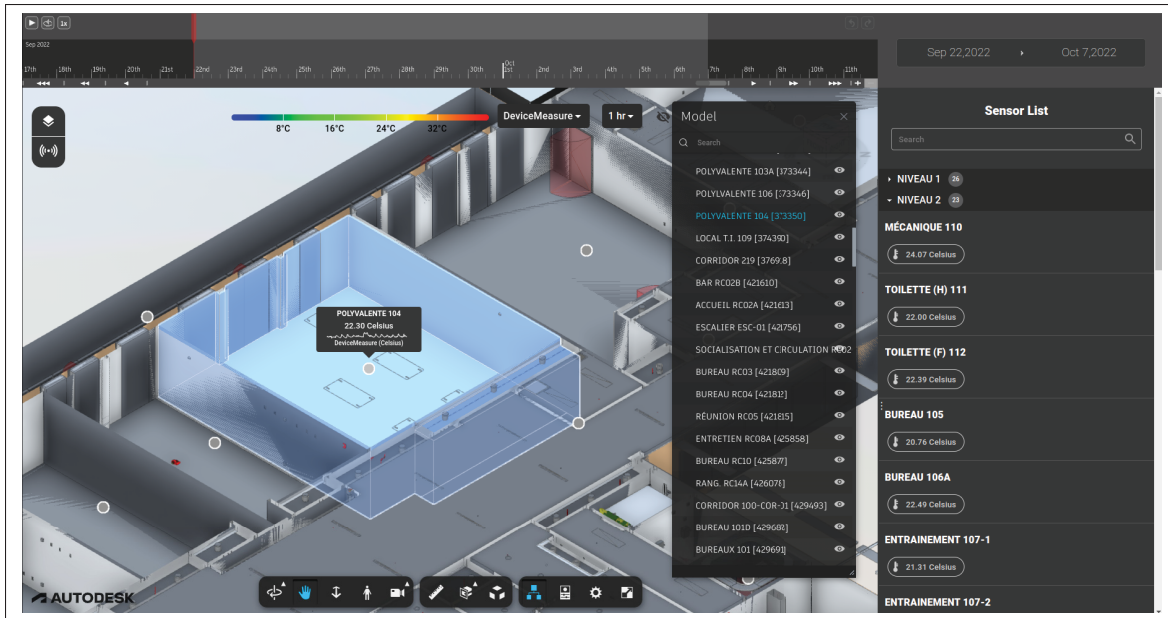 1x
Sep 2022
17th 18th 19th 20th 21st 22nd 23rd 24th 25th 26th 27th 28th 29th 30th Oct 1st 2nd 3rd 4th 5th 6th 7th 8th 9th 10th 11th
Sep 22,2022 › Oct 7,2022
8°C 16°C 24°C 32°C
DeviceMeasure
1 hr
Model
Search
POLYVALENTE 103A [373344]
POLYLVALENTE 106 [373346]
POLYVALENTE 104 [373350]
LOCAL T.I. 109 [374390]
CORRIDOR 219 [376918]
BAR RC02B [421610]
ACCUEIL RC02A [421613]
ESCALIER ESC-01 [421756]
SOCIALISATION ET CIRCULATION RC02
BUREAU RC03 [421809]
BUREAU RC04 [421812]
RÉUNION RC05 [421815]
ENTRETIEN RC08A [425858]
BUREAU RC10 [425877]
RANG. RC14A [426078]
CORRIDOR 100-COR-01 [429493]
BUREAU 101D [429682]
BUREAUX 101 [429691]
POLYVALENTE 104
22.30 Celsius
DeviceMeasure (Celsius)
AUTODESK
Sensor List
Search
NIVEAU 1 26
NIVEAU 2 23
MÉCANIQUE 110
24.07 Celsius
TOILETTE (H) 111
22.00 Celsius
TOILETTE (F) 112
22.39 Celsius
BUREAU 105
20.76 Celsius
BUREAU 106A
22.49 Celsius
ENTRAINEMENT 107-1
21.31 Celsius
ENTRAINEMENT 107-2